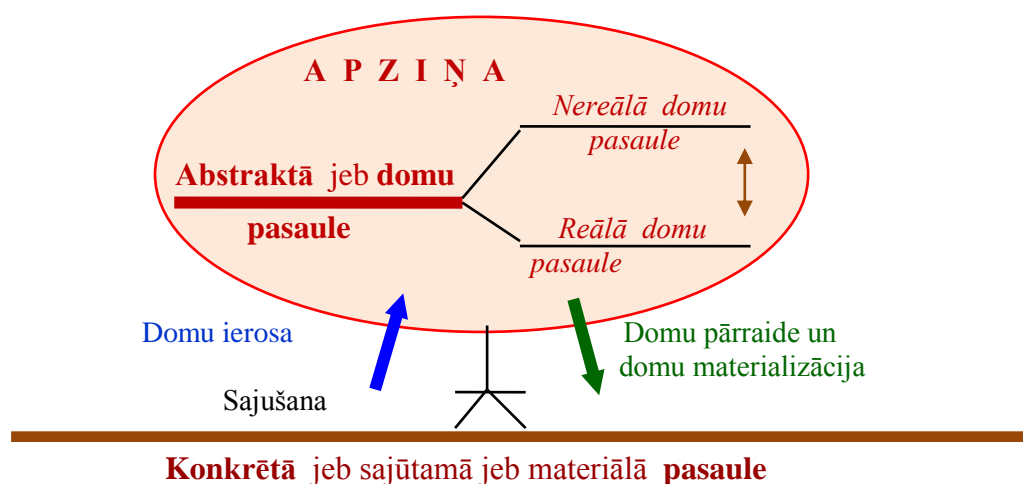 A P Z I Ņ A
Nereālā domu
pasaule
Abstraktā jeb domu
pasaule
Reālā domu
pasaule
Domu ierosa
Domu pārraide un
domu materializācija
Sajušana
Konkrētā jeb sajūtamā jeb materiālā pasaule